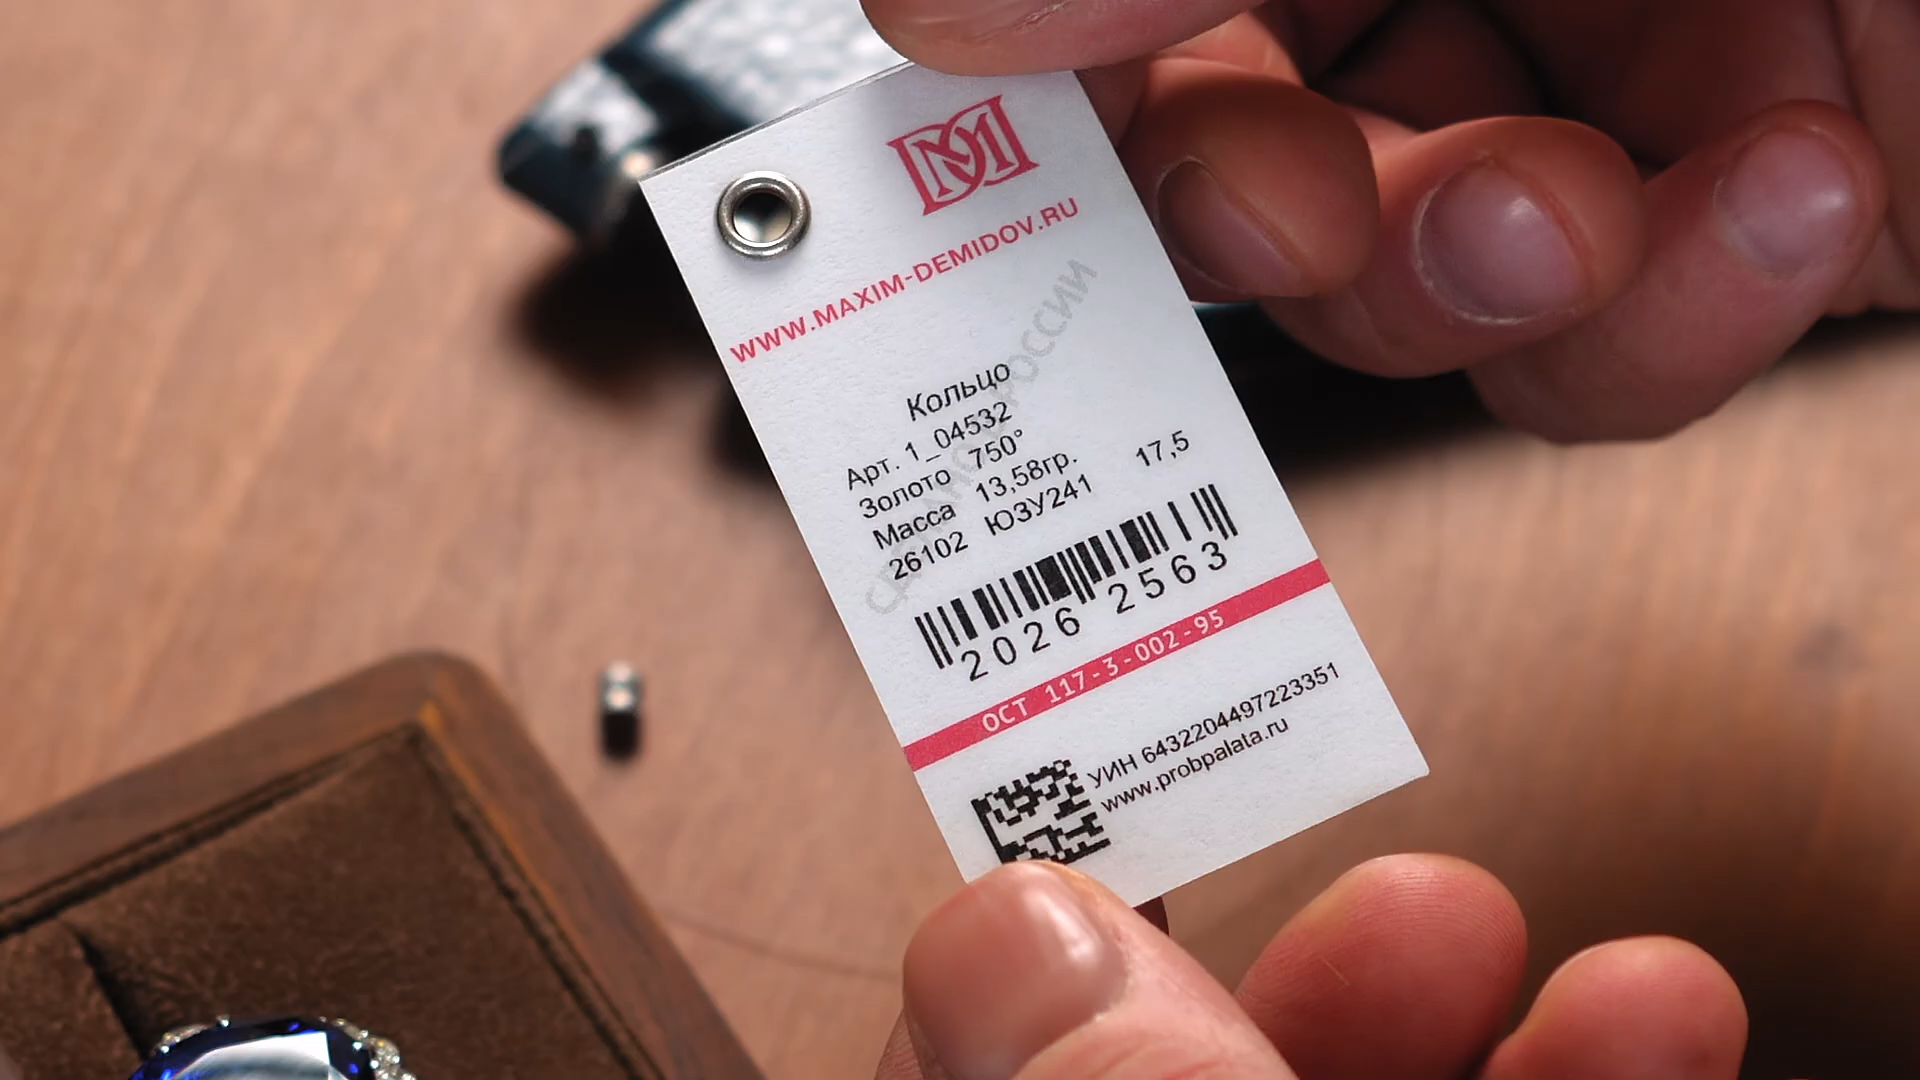 WWW.MAXIM-DEMIDOV.RU
Кольцо
Арт. 1_04532
Золото 750°
Масса 13,58гр. 17,5
26102 ЮЗУ241
2026 2563
ОСТ 117-3-002-95
УИН 6432204497223351
www.probpalata.ru